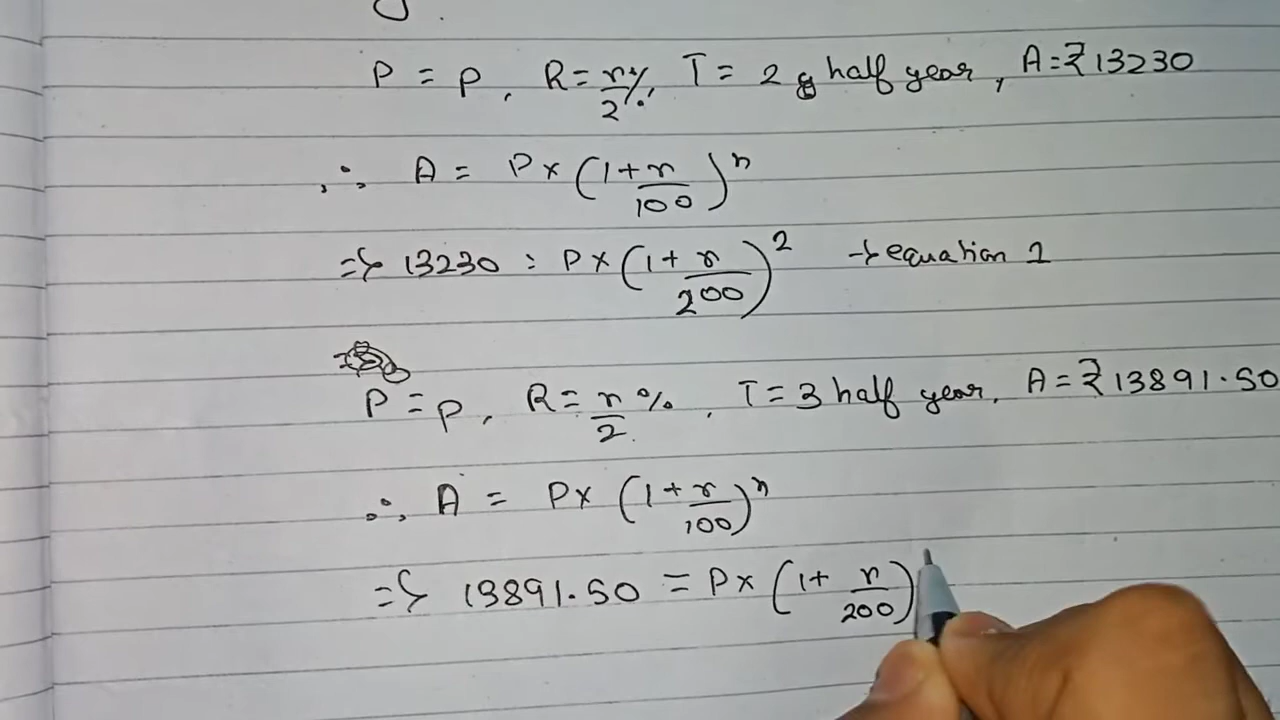 P = P, R = r/2 %, T = 2 half year, A = ₹13230
∴ A = P × (1 + r/100)^n
=> 13230 = P × (1 + r/200)^2 → equation 1
P = P, R = r/2 %, T = 3 half year, A = ₹13891.50
∴ A = P × (1 + r/100)^n
=> 13891.50 = P × (1 + r/200)